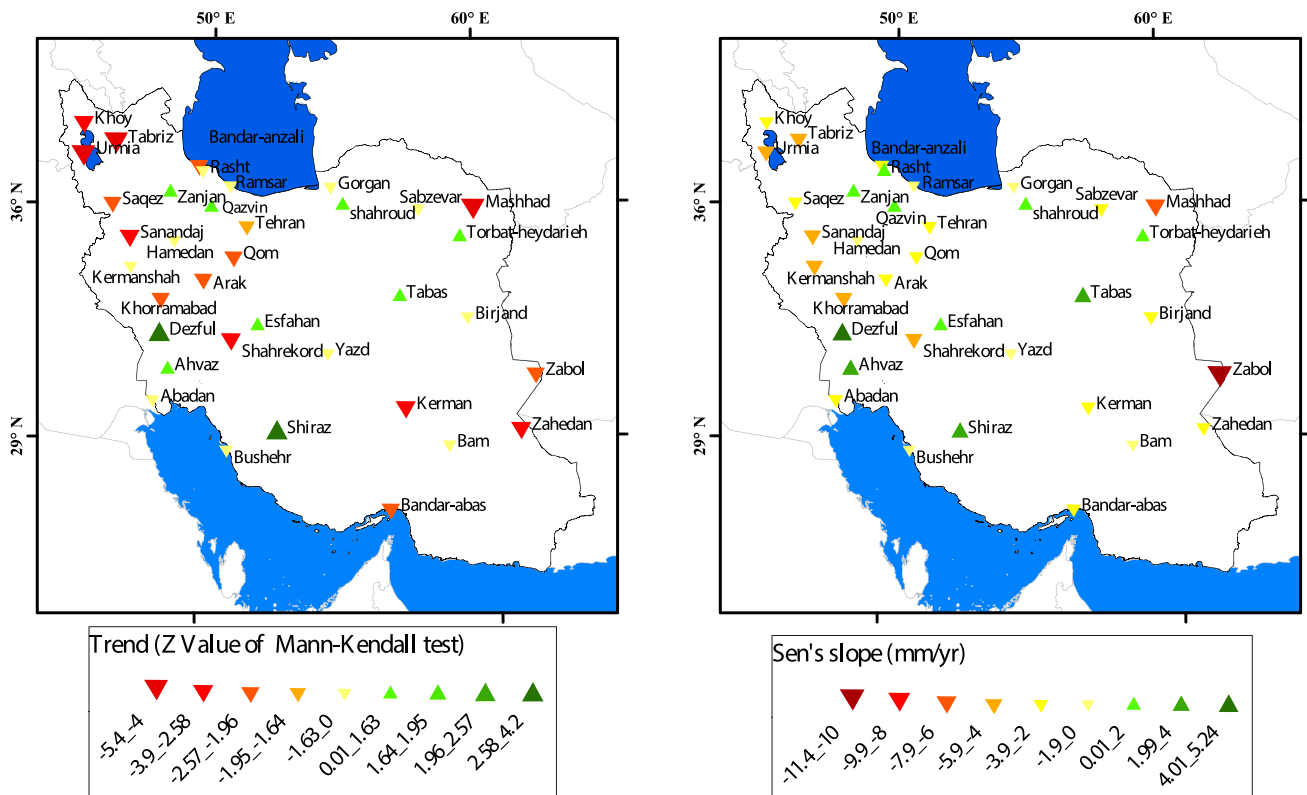 50° E
60° E
36° N
29° N
Khoy
Tabriz
Urmia
Bandar-anzali
Rasht
Ramsar
Gorgan
Sabzevar
Mashhad
Saqez
Zanjan
Qazvin
shahroud
Tehran
Torbat-heydarieh
Sanandaj
Hamedan
Qom
Kermanshah
Arak
Khorramabad
Tabas
Birjand
Dezful
Esfahan
Shahrekord
Yazd
Ahvaz
Zabol
Abadan
Kerman
Zahedan
Shiraz
Bam
Bushehr
Bandar-abas
Trend (Z Value of Mann-Kendall test)
-5.4_-4
-3.9_-2.58
-2.57_-1.96
-1.95_-1.64
-1.63_0
0.01_1.63
1.64_1.95
1.96_2.57
2.58_4.2
50° E
60° E
36° N
29° N
Khoy
Tabriz
Urmia
Bandar-anzali
Rasht
Ramsar
Gorgan
Sabzevar
Mashhad
Saqez
Zanjan
Qazvin
shahroud
Tehran
Torbat-heydarieh
Sanandaj
Hamedan
Qom
Kermanshah
Arak
Khorramabad
Tabas
Birjand
Dezful
Esfahan
Shahrekord
Yazd
Ahvaz
Zabol
Abadan
Kerman
Zahedan
Shiraz
Bam
Bushehr
Bandar-abas
Sen's slope (mm/yr)
-11.4_-10
-9.9_-8
-7.9_-6
-5.9_-4
-3.9_-2
-1.9_0
0.01_2
1.99_4
4.01_5.24